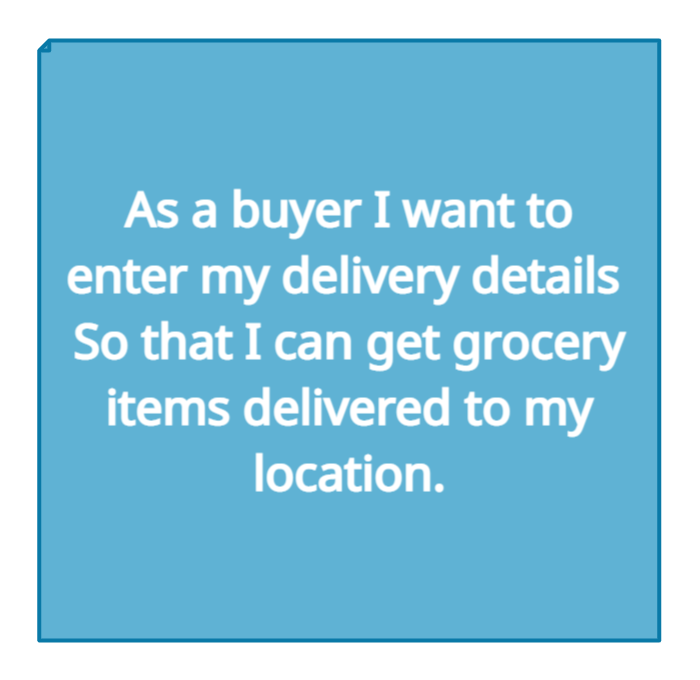 As a buyer I want to
enter my delivery details
So that I can get grocery
items delivered to my
location.